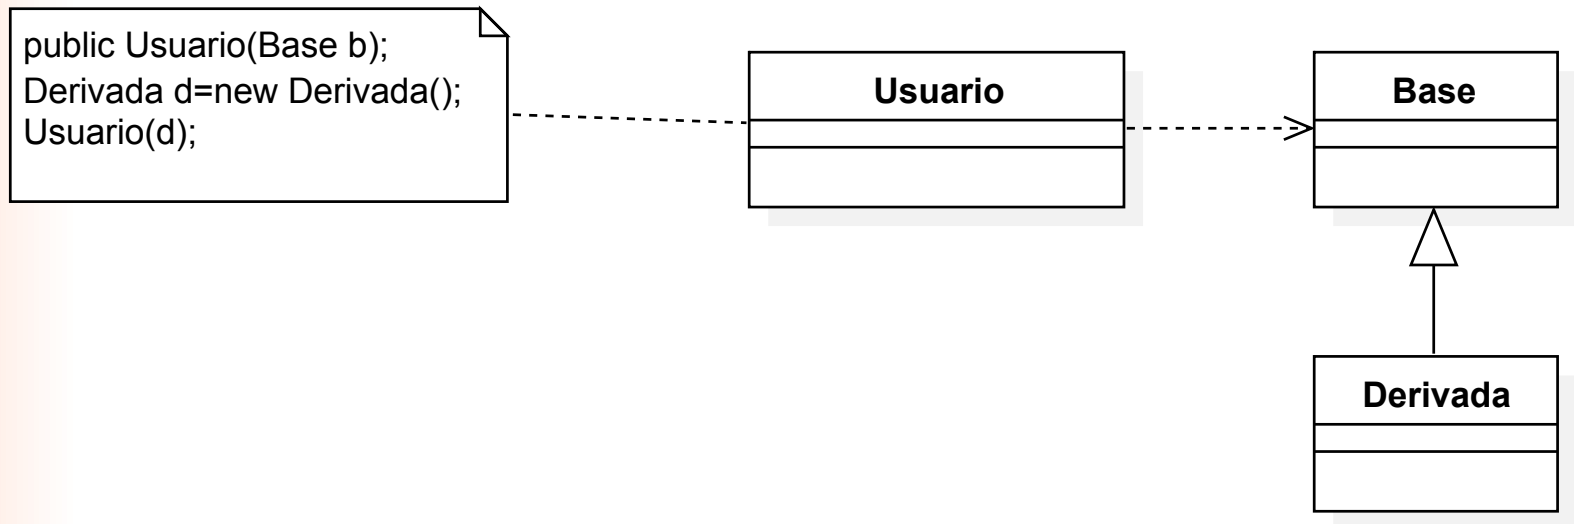 public Usuario(Base b);
Derivada d=new Derivada();
Usuario(d);
Usuario
Base
Derivada